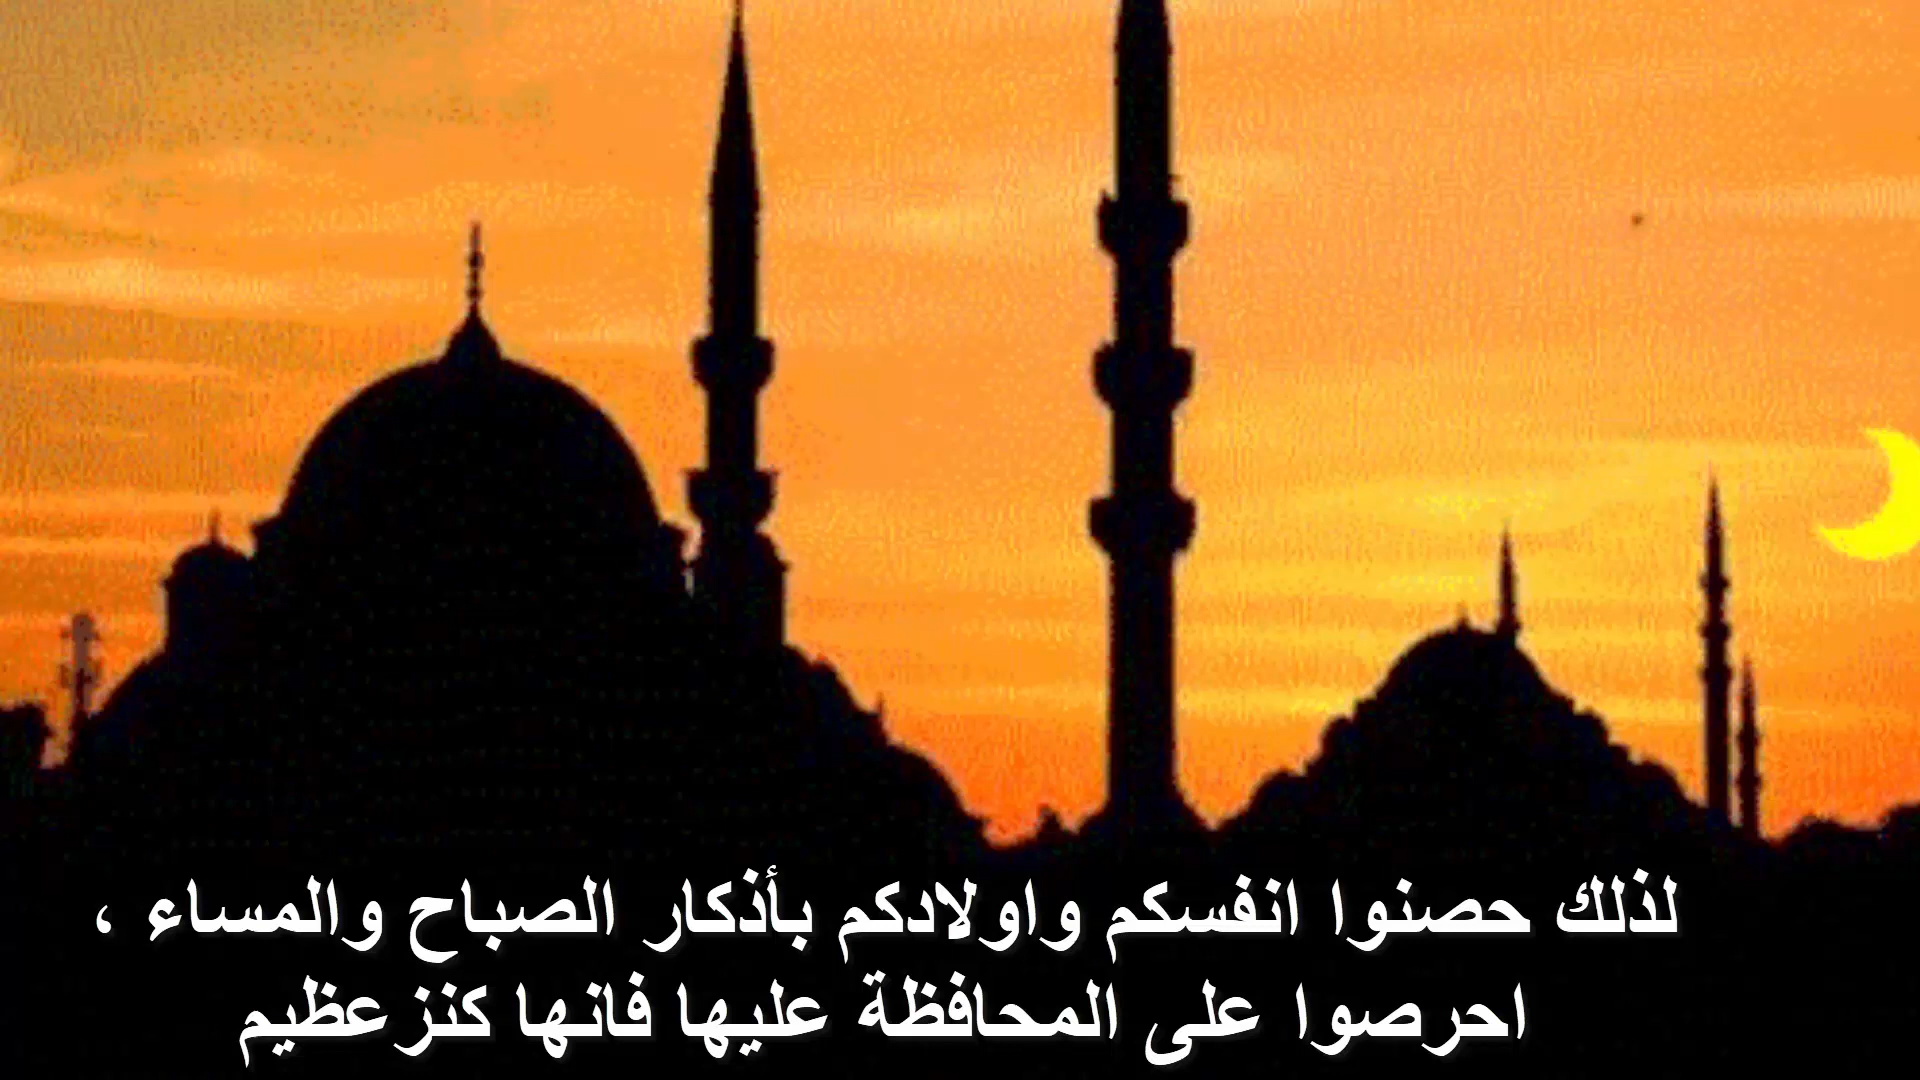 لذلك حصنوا انفسكم واولادكم بأذكار الصباح والمساء ،
احرصوا على المحافظة عليها فانها كنزعظيم